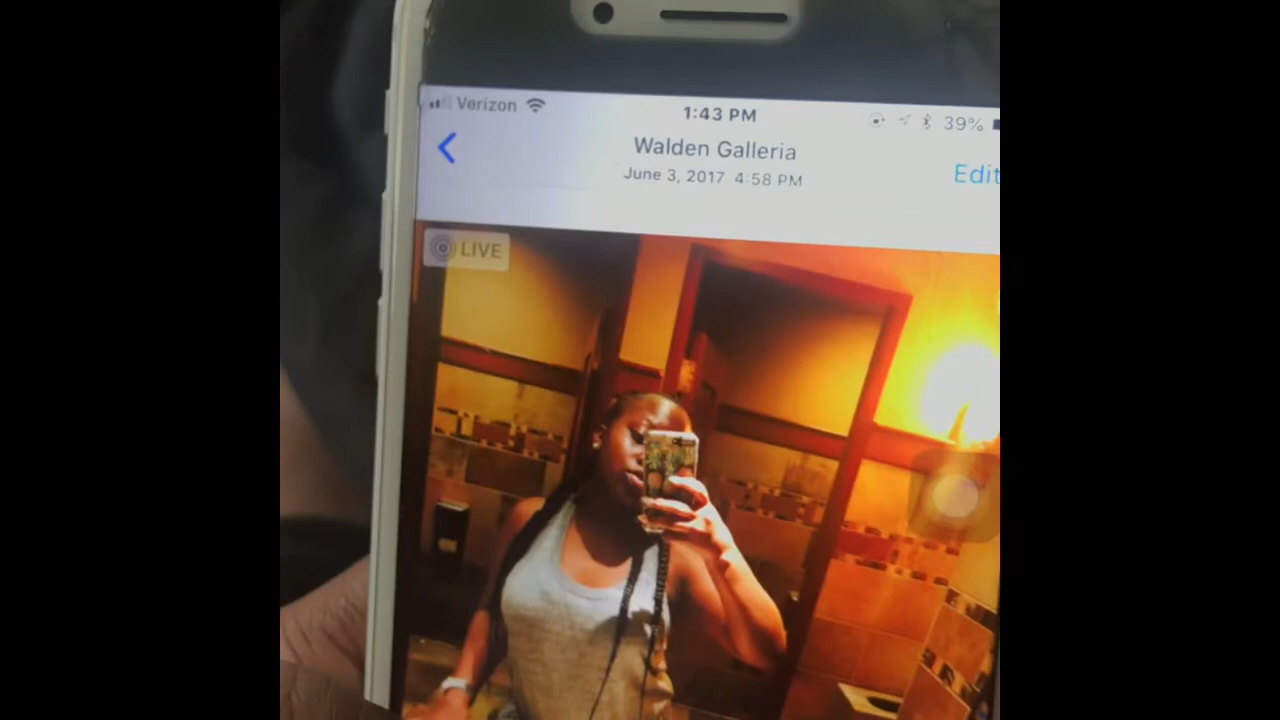 Verizon 1:43 PM 39%
Walden Galleria
June 3, 2017 4:58 PM
Edit
LIVE